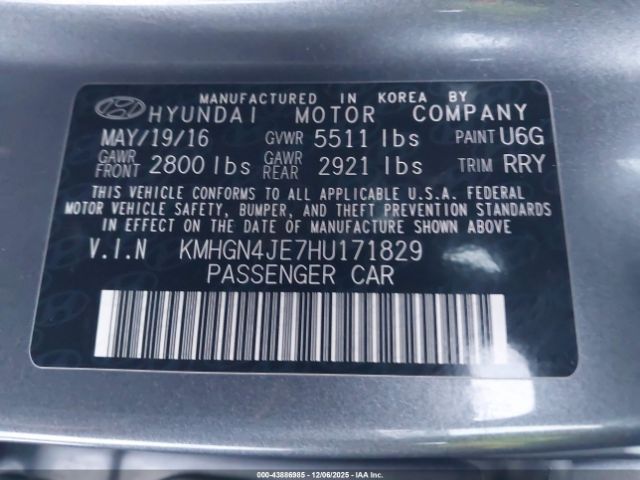 MANUFACTURED IN KOREA BY
HYUNDAI MOTOR COMPANY
MAY/19/16 GVWR 5511 lbs PAINT U6G
GAWR FRONT 2800 lbs GAWR REAR 2921 lbs TRIM RRY
THIS VEHICLE CONFORMS TO ALL APPLICABLE U.S.A. FEDERAL
MOTOR VEHICLE SAFETY, BUMPER, AND THEFT PREVENTION STANDARDS
IN EFFECT ON THE DATE OF MANUFACTURE SHOWN ABOVE
V.I.N KMHGN4JE7HU171829
PASSENGER CAR
000-43886985 - 12/06/2025 - IAAI